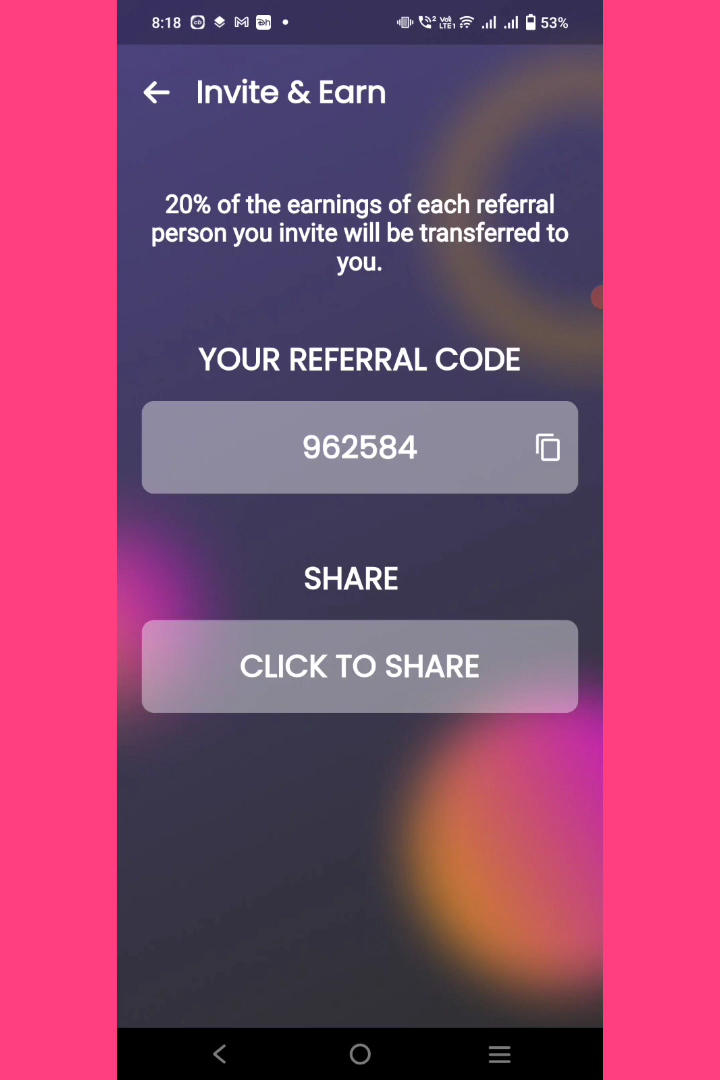 8:18 53%
Invite & Earn
20% of the earnings of each referral
person you invite will be transferred to
you.
YOUR REFERRAL CODE
962584
SHARE
CLICK TO SHARE